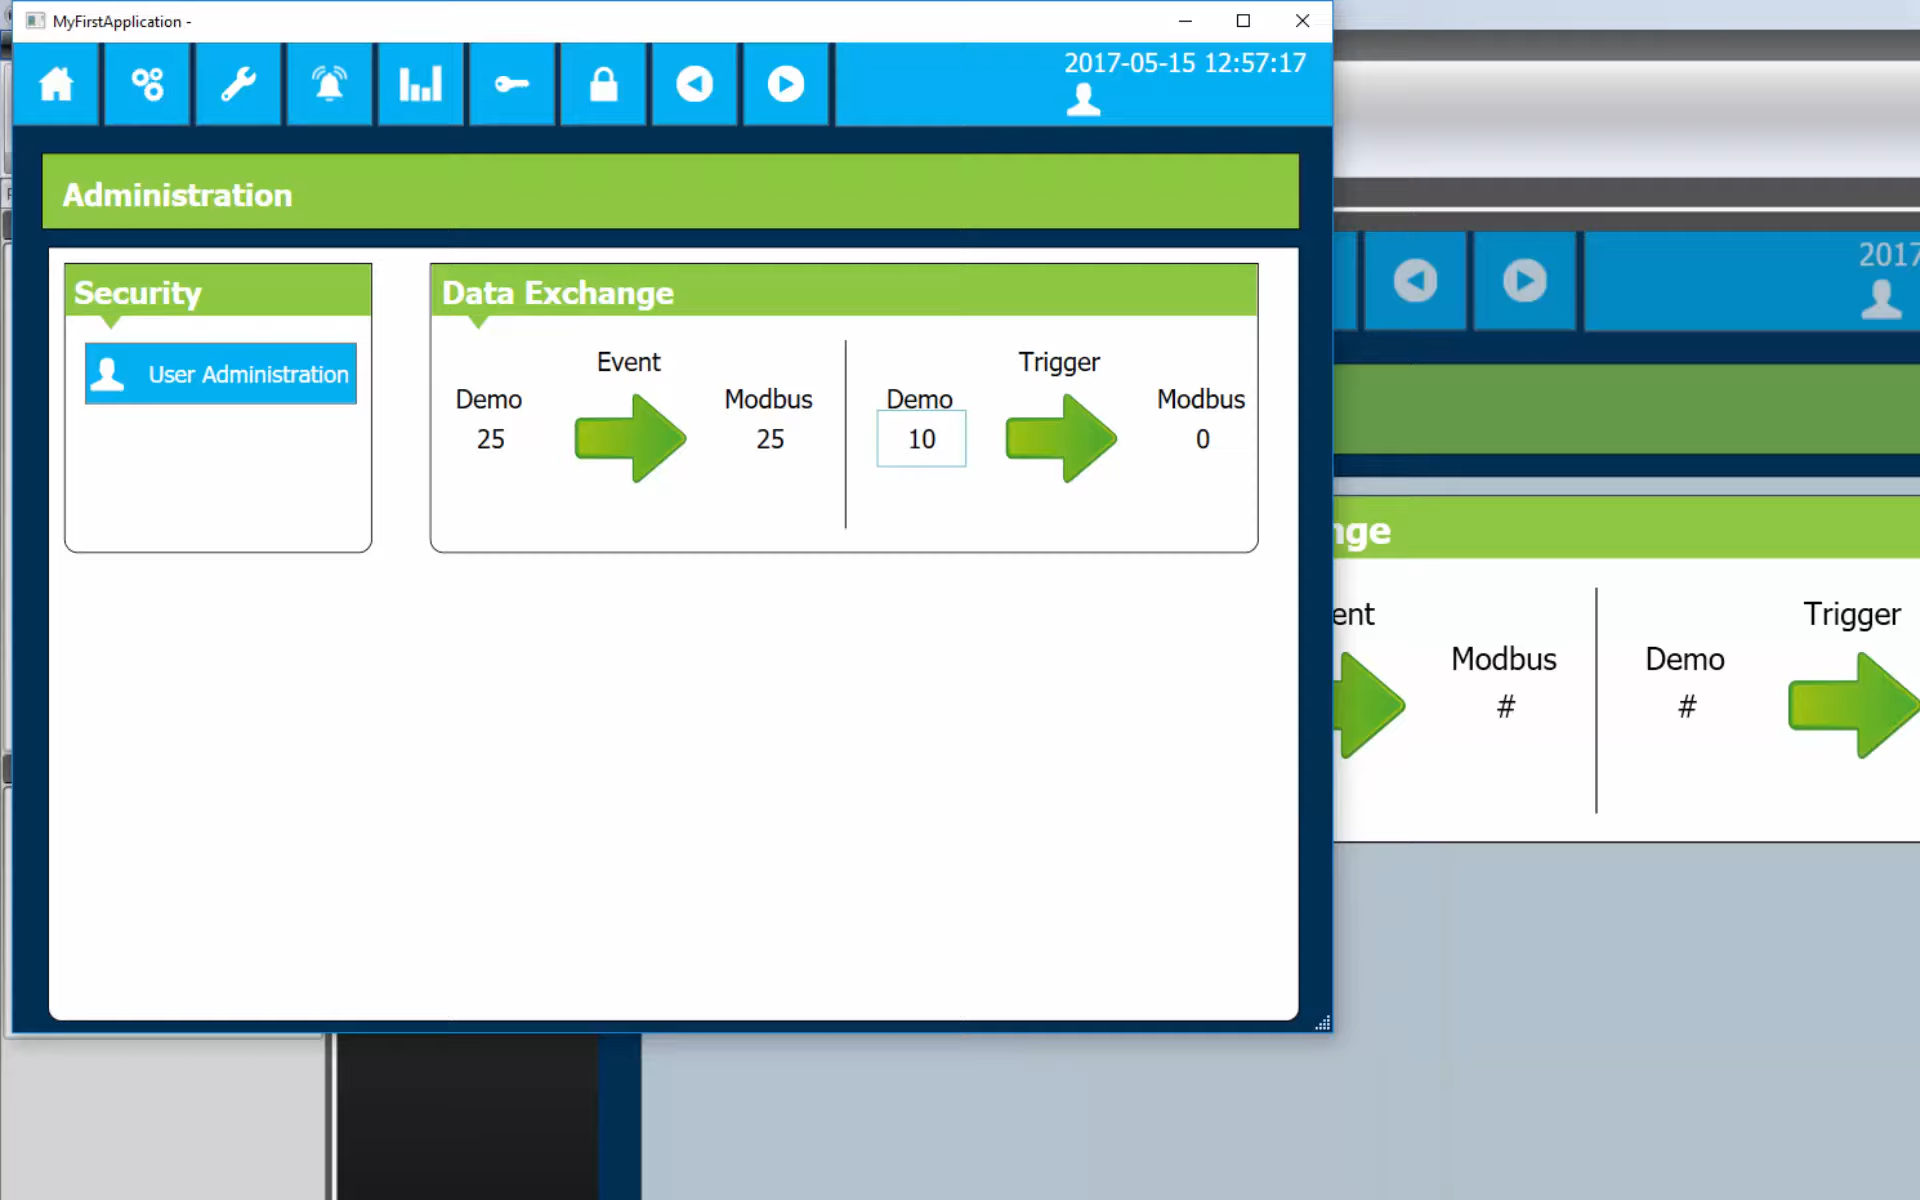 MyFirstApplication -
2017-05-15 12:57:17
Administration
Security
User Administration
Data Exchange
Event
Demo
25
Modbus
25
Trigger
Demo
10
Modbus
0
2017
nge
ent
Modbus
#
Trigger
Demo
#